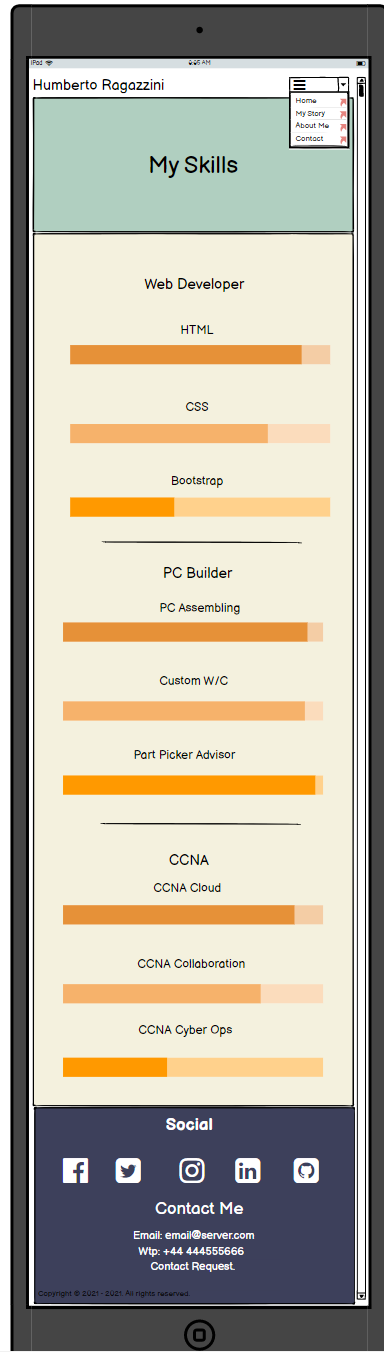 iPad
9:05 AM
Humberto Ragazzini
Home
My Story
About Me
Contact
My Skills
Web Developer
HTML
CSS
Bootstrap
PC Builder
PC Assembling
Custom W/C
Part Picker Advisor
CCNA
CCNA Cloud
CCNA Collaboration
CCNA Cyber Ops
Social
Contact Me
Email: email@server.com
Wtp: +44 444555666
Contact Request.
Copyright © 2021 - 2021. All rights reserved.